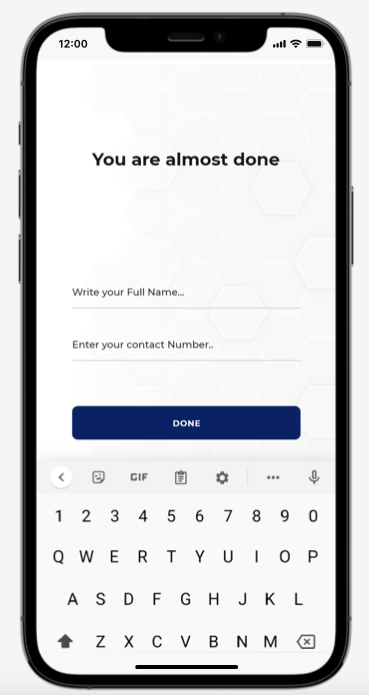 12:00
You are almost done
Write your Full Name...
Enter your contact Number..
DONE
GIF
1 2 3 4 5 6 7 8 9 0
Q W E R T Y U I O P
A S D F G H J K L
Z X C V B N M